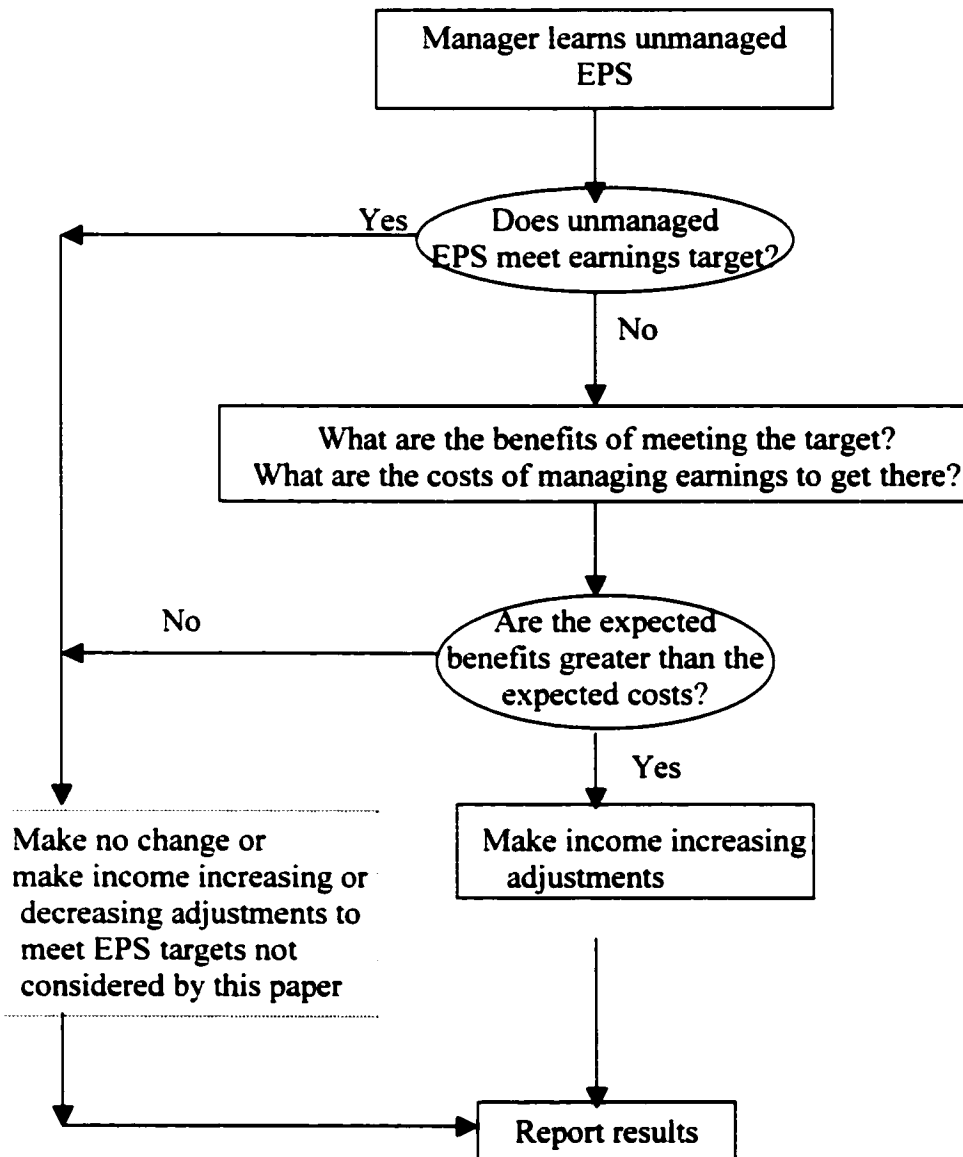 Manager learns unmanaged
EPS
Yes
Does unmanaged
EPS meet earnings target?
No
What are the benefits of meeting the target?
What are the costs of managing earnings to get there?
No
Are the expected
benefits greater than the
expected costs?
Yes
Make no change or
make income increasing or
decreasing adjustments to
meet EPS targets not
considered by this paper
Make income increasing
adjustments
Report results